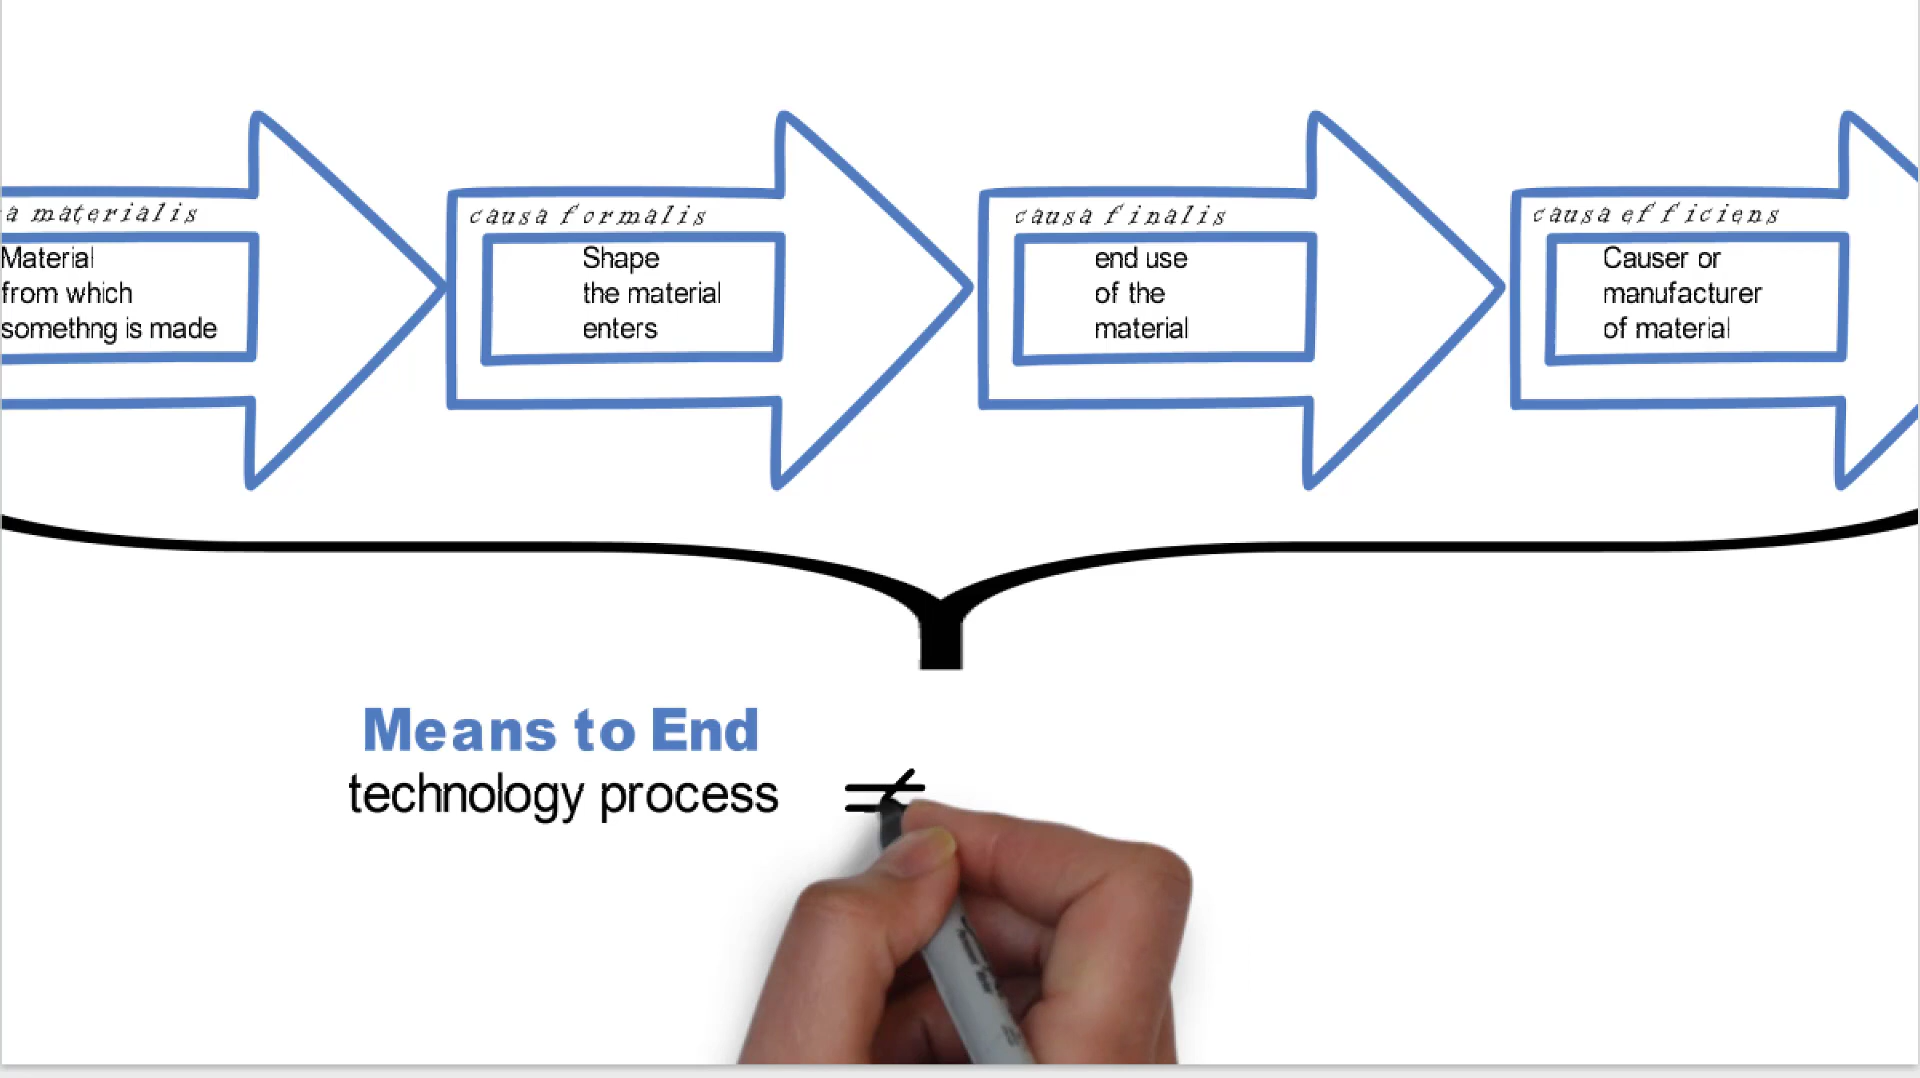 a materialis
Material
from which
somethng is made
causa formalis
Shape
the material
enters
causa finalis
end use
of the
material
causa efficiens
Causer or
manufacturer
of material
Means to End
technology process
≠